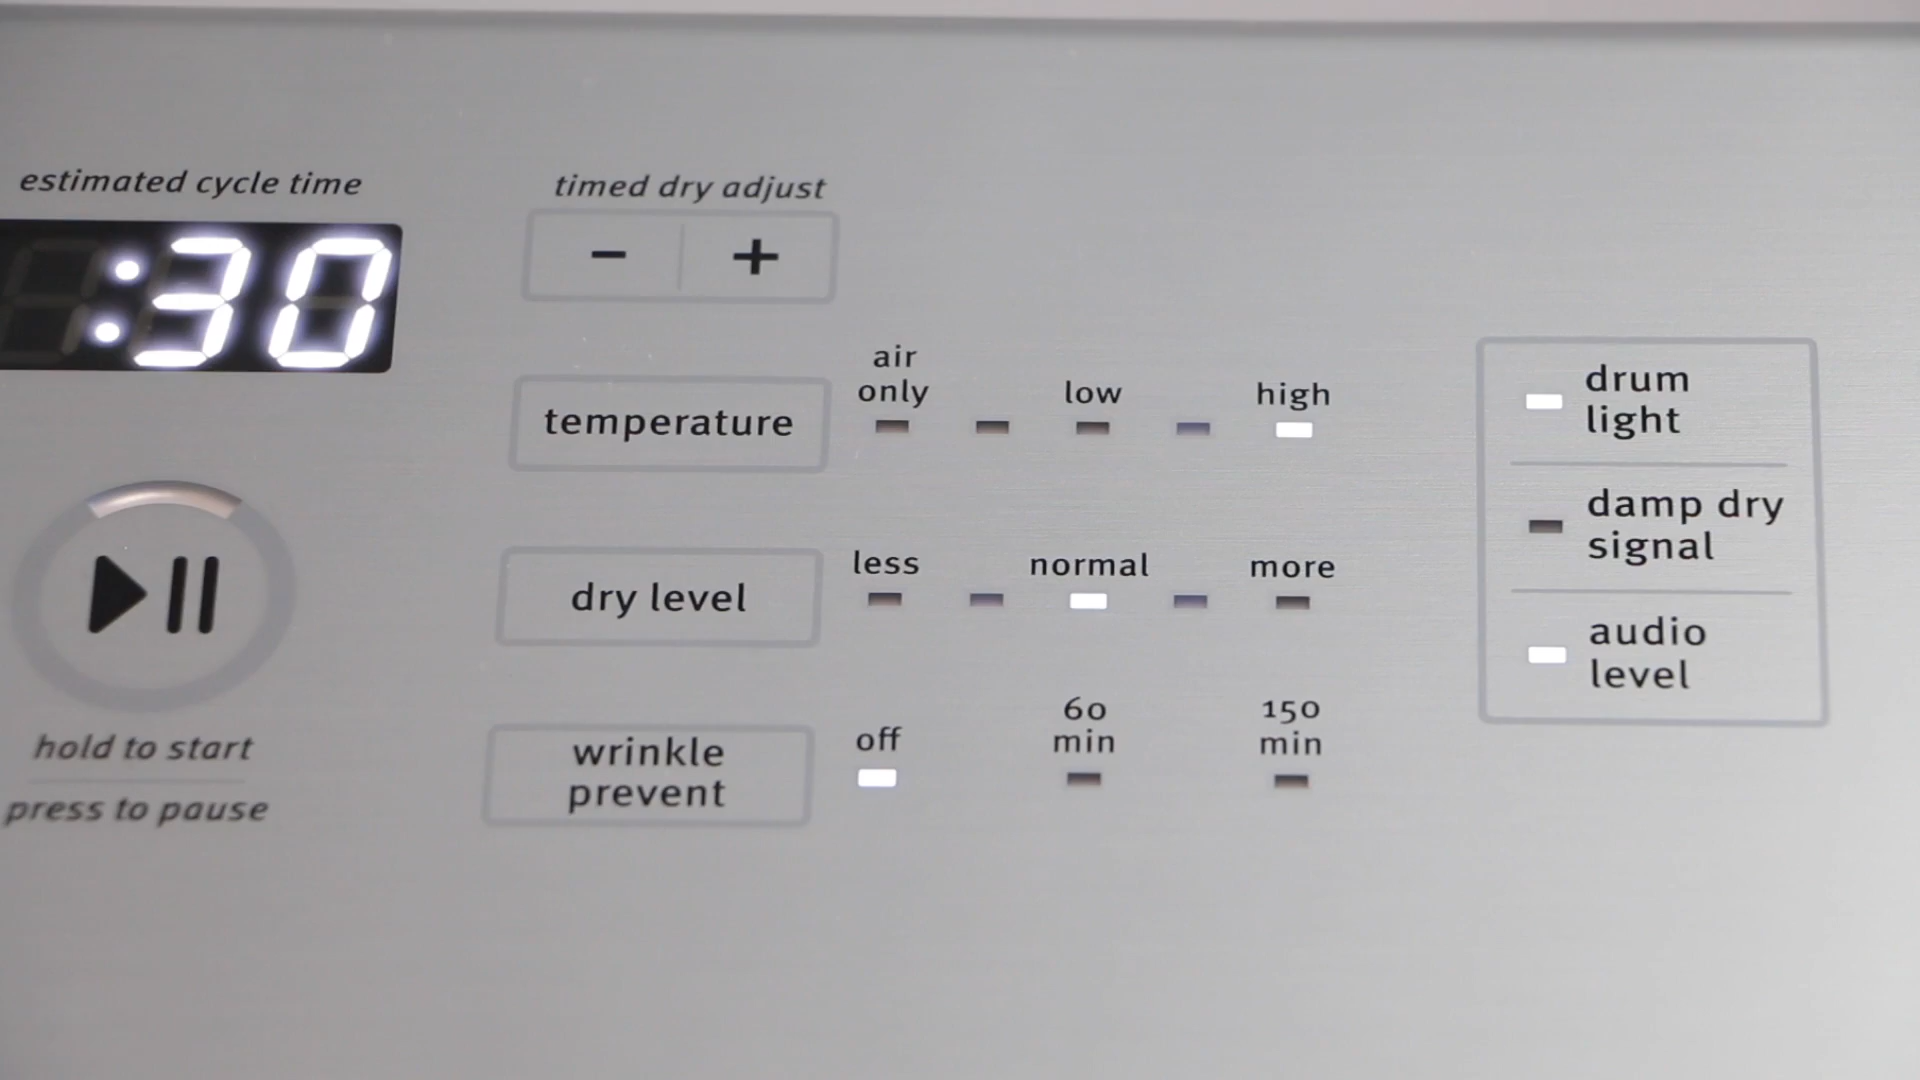 estimated cycle time
:30
hold to start
press to pause
timed dry adjust
- +
temperature
air
only
low
high
dry level
less
normal
more
wrinkle
prevent
off
60
min
150
min
drum
light
damp dry
signal
audio
level